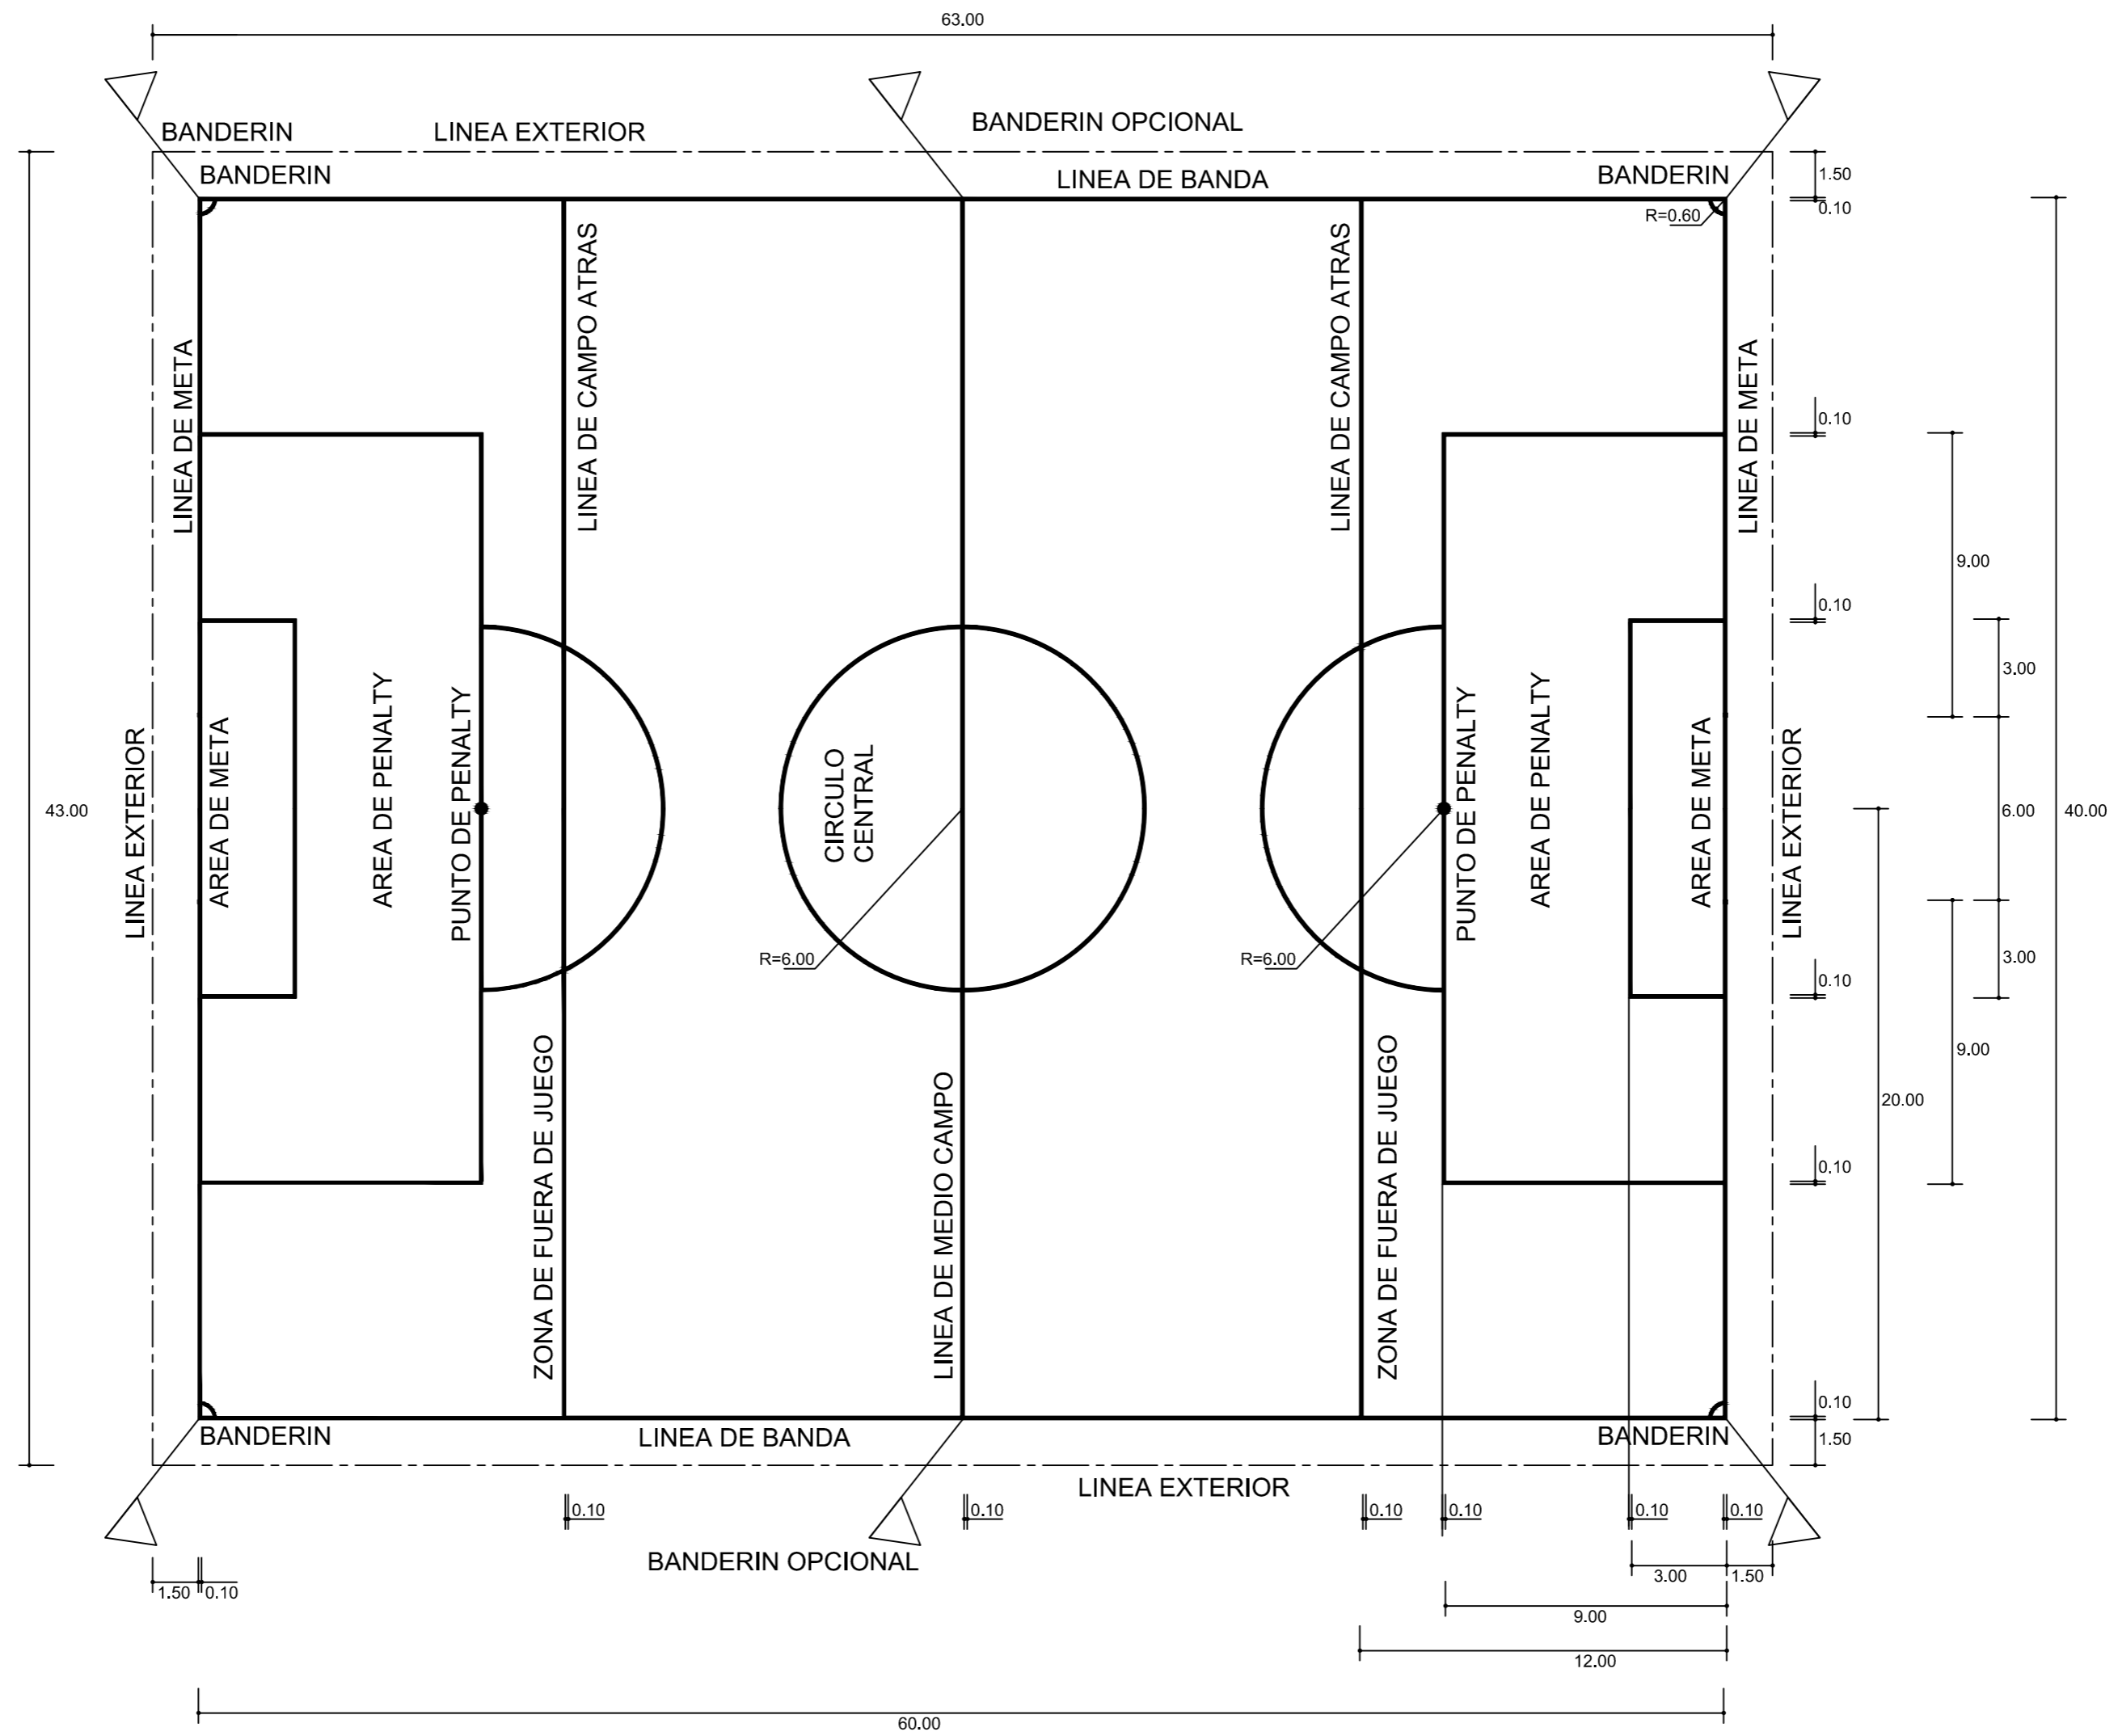 63.00
BANDERIN
LINEA EXTERIOR
BANDERIN OPCIONAL
BANDERIN
LINEA DE BANDA
BANDERIN
1.50
0.10
R=0.60
LINEA DE META
LINEA DE CAMPO ATRAS
LINEA DE CAMPO ATRAS
LINEA DE META
0.10
9.00
0.10
3.00
43.00
LINEA EXTERIOR
AREA DE META
AREA DE PENALTY
PUNTO DE PENALTY
CIRCULO
CENTRAL
PUNTO DE PENALTY
AREA DE PENALTY
AREA DE META
LINEA EXTERIOR
6.00
40.00
R=6.00
R=6.00
3.00
0.10
9.00
20.00
0.10
ZONA DE FUERA DE JUEGO
LINEA DE MEDIO CAMPO
ZONA DE FUERA DE JUEGO
0.10
BANDERIN
LINEA DE BANDA
BANDERIN
1.50
LINEA EXTERIOR
0.10
0.10
0.10
0.10
0.10
0.10
BANDERIN OPCIONAL
1.50
0.10
3.00
1.50
9.00
12.00
60.00